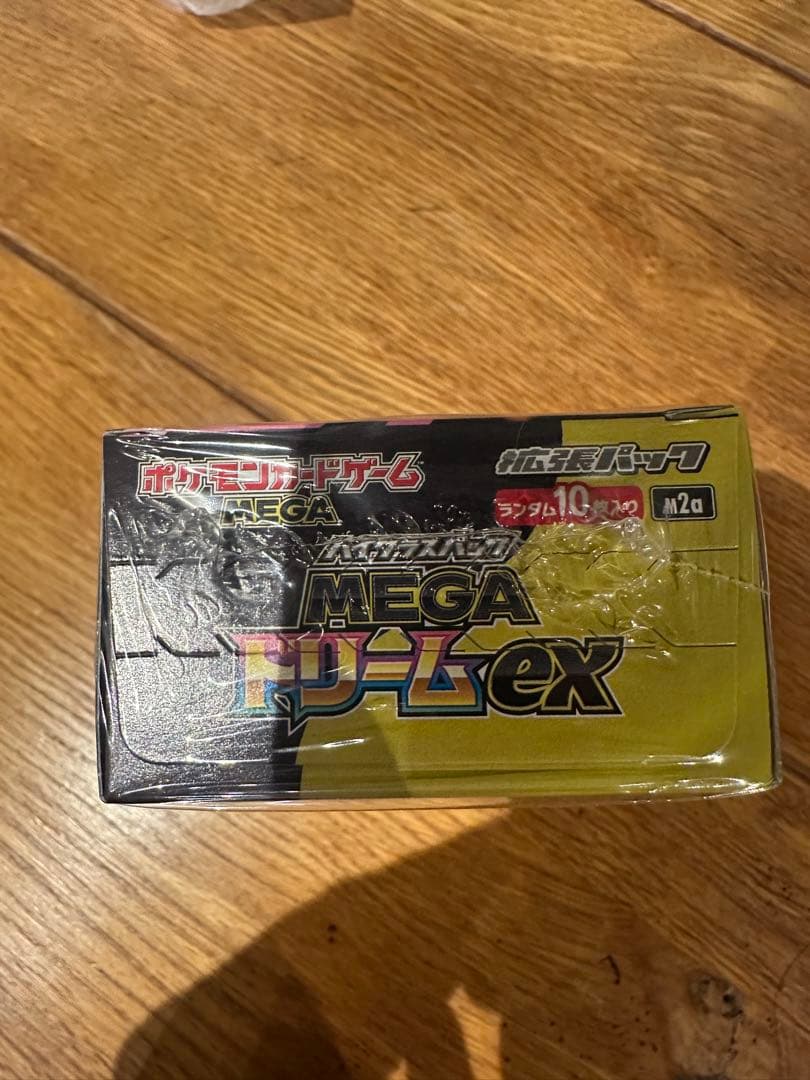 ポケモンカードゲーム
MEGA
拡張パック
ランダム10枚入り
M2a
ハイクラスパック
MEGA
ドリームex